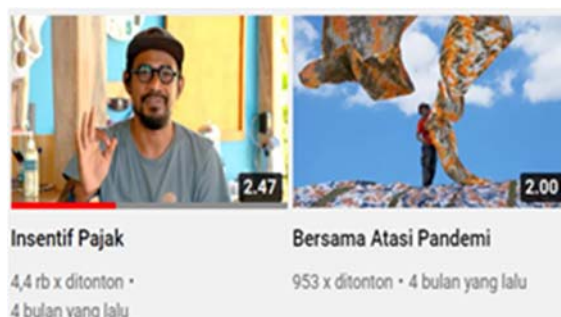 2.47
2.00
Insentif Pajak
Bersama Atasi Pandemi
4,4 rb x ditonton •
4 bulan yang lalu
953 x ditonton • 4 bulan yang lalu